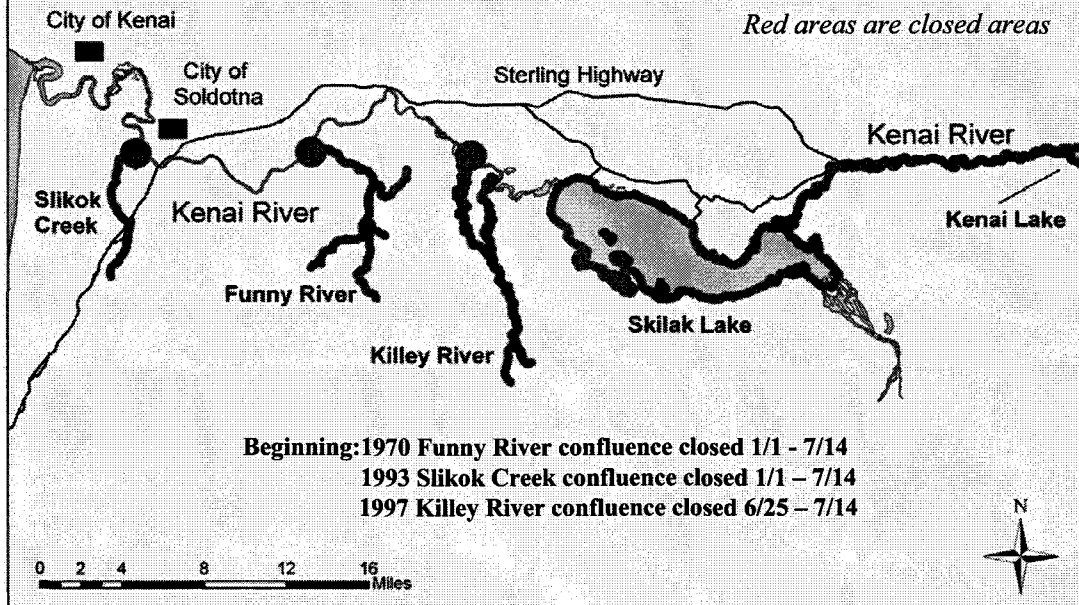 Red areas are closed areas
City of Kenai
City of
Soldotna
Sterling Highway
Kenai River
Kenai Lake
Slikok
Creek
Kenai River
Funny River
Killey River
Skilak Lake
Beginning:1970 Funny River confluence closed 1/1 - 7/14
1993 Slikok Creek confluence closed 1/1 – 7/14
1997 Killey River confluence closed 6/25 – 7/14
N
0 2 4 8 12 16
Miles